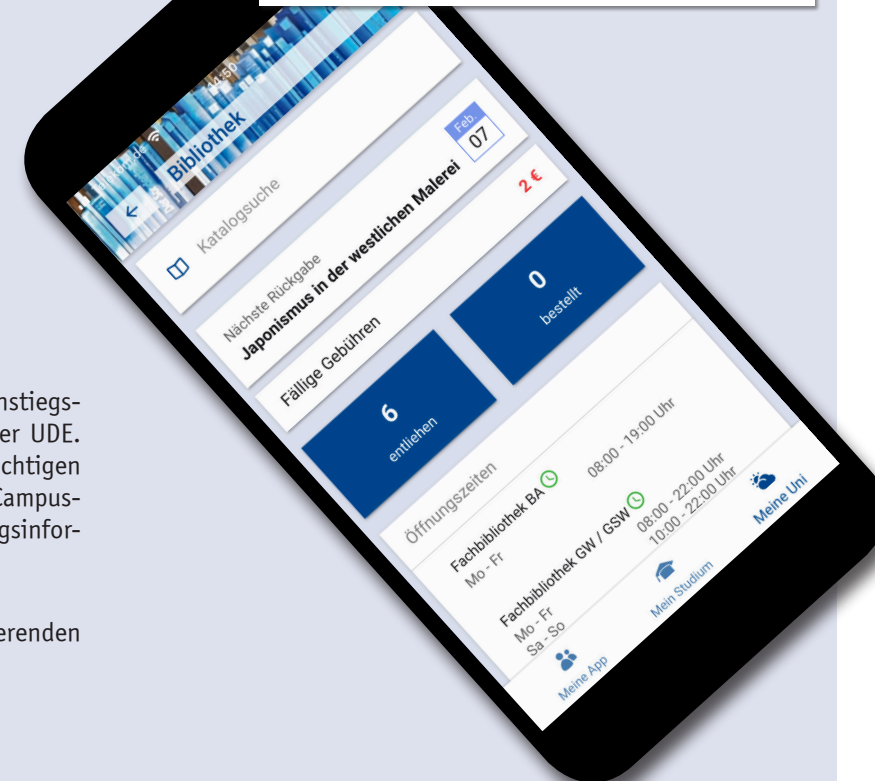 14:50
Bibliothek
Katalogsuche
Nächste Rückgabe
Japonismus in der westlichen Malerei
Feb.
07
Fällige Gebühren
2 €
6
entliehen
0
bestellt
Öffnungszeiten
Fachbibliothek BA
Mo - Fr
08:00 - 19:00 Uhr
Fachbibliothek GW / GSW
Mo - Fr
08:00 - 22:00 Uhr
Sa - So
10:00 - 22:00 Uhr
Meine App
Mein Studium
Meine Uni
nstiegs-
er UDE.
chtigen
Campus-
gsinfor-
erenden